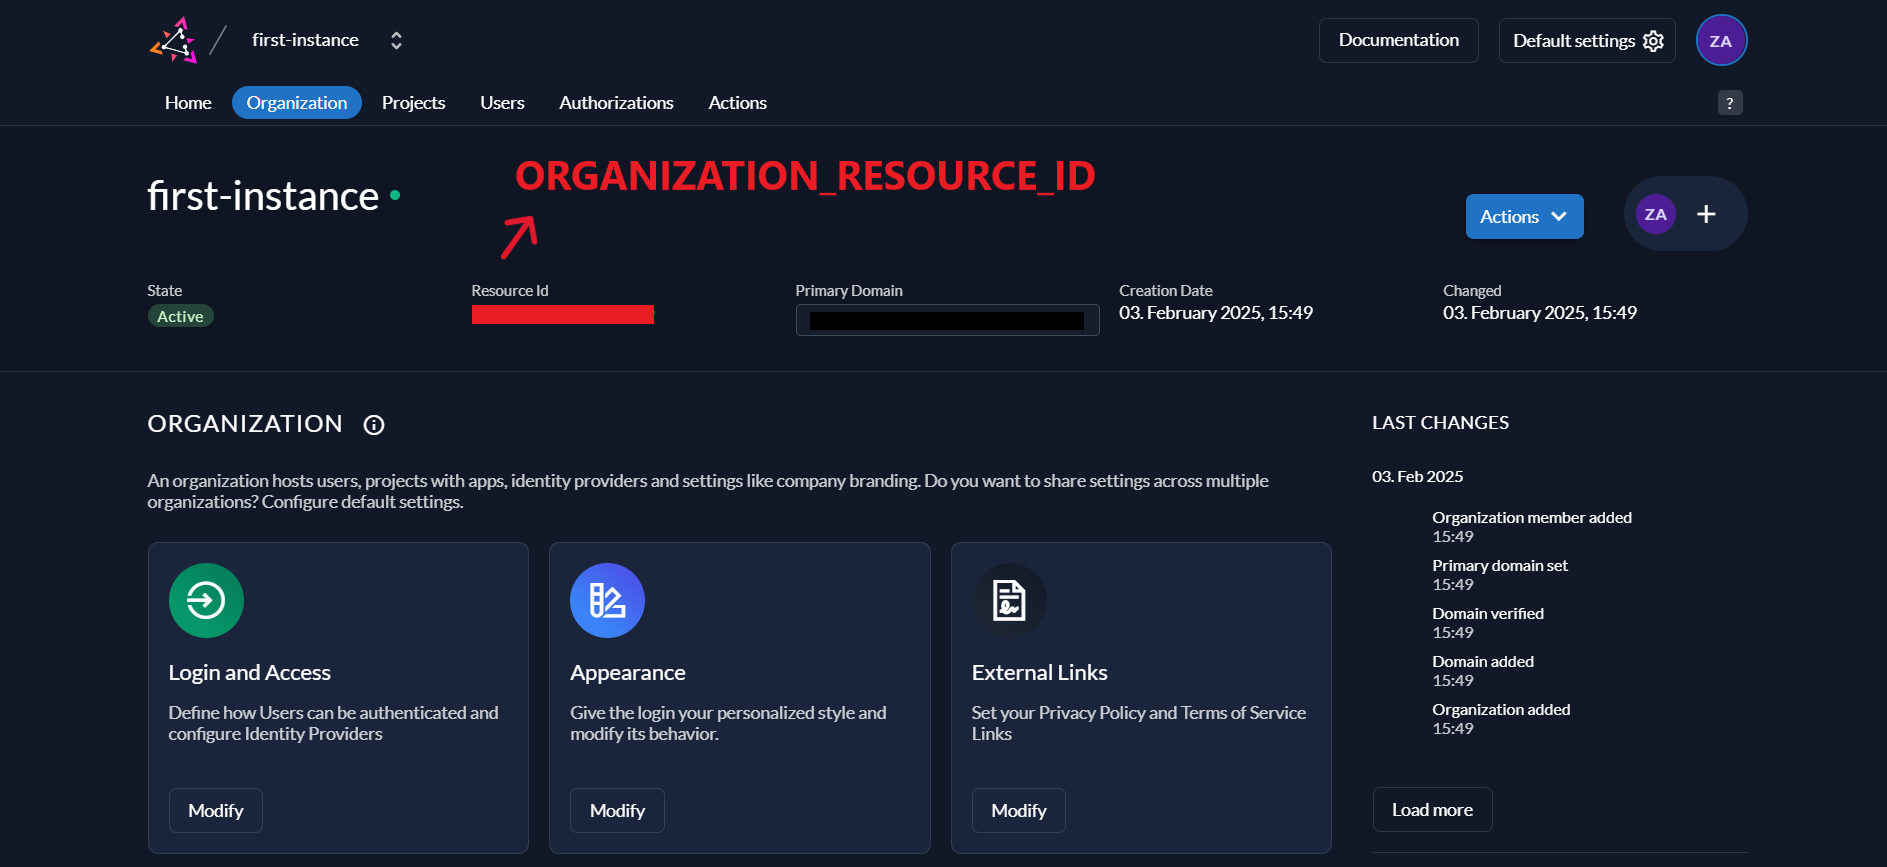 first-instance
Documentation
Default settings
ZA
Home
Organization
Projects
Users
Authorizations
Actions
?
first-instance
ORGANIZATION_RESOURCE_ID
Actions
ZA
State
Active
Resource Id
Primary Domain
Creation Date
03. February 2025, 15:49
Changed
03. February 2025, 15:49
ORGANIZATION
An organization hosts users, projects with apps, identity providers and settings like company branding. Do you want to share settings across multiple
organizations? Configure default settings.
Login and Access
Define how Users can be authenticated and
configure Identity Providers
Modify
Appearance
Give the login your personalized style and
modify its behavior.
Modify
External Links
Set your Privacy Policy and Terms of Service
Links
Modify
LAST CHANGES
03. Feb 2025
Organization member added
15:49
Primary domain set
15:49
Domain verified
15:49
Domain added
15:49
Organization added
15:49
Load more